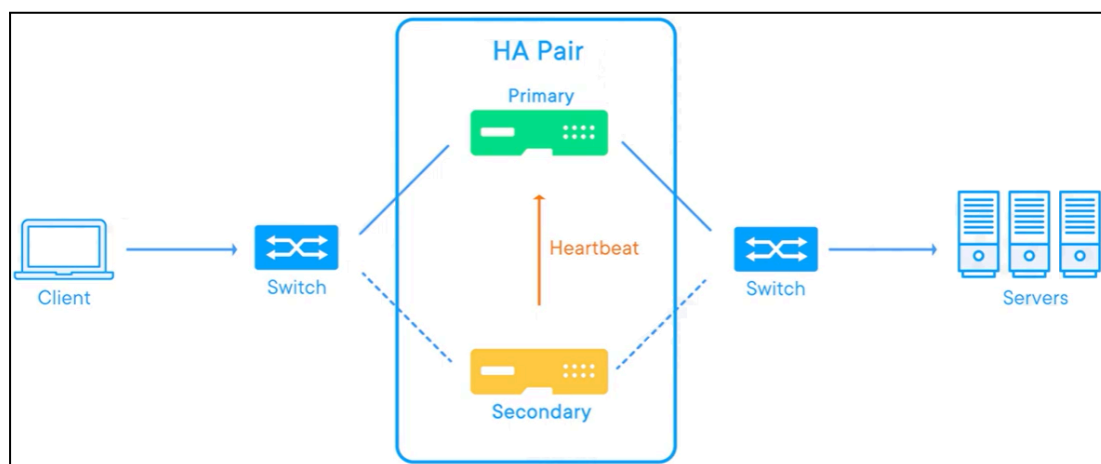 HA Pair
Primary
Heartbeat
Client
Switch
Switch
Servers
Secondary